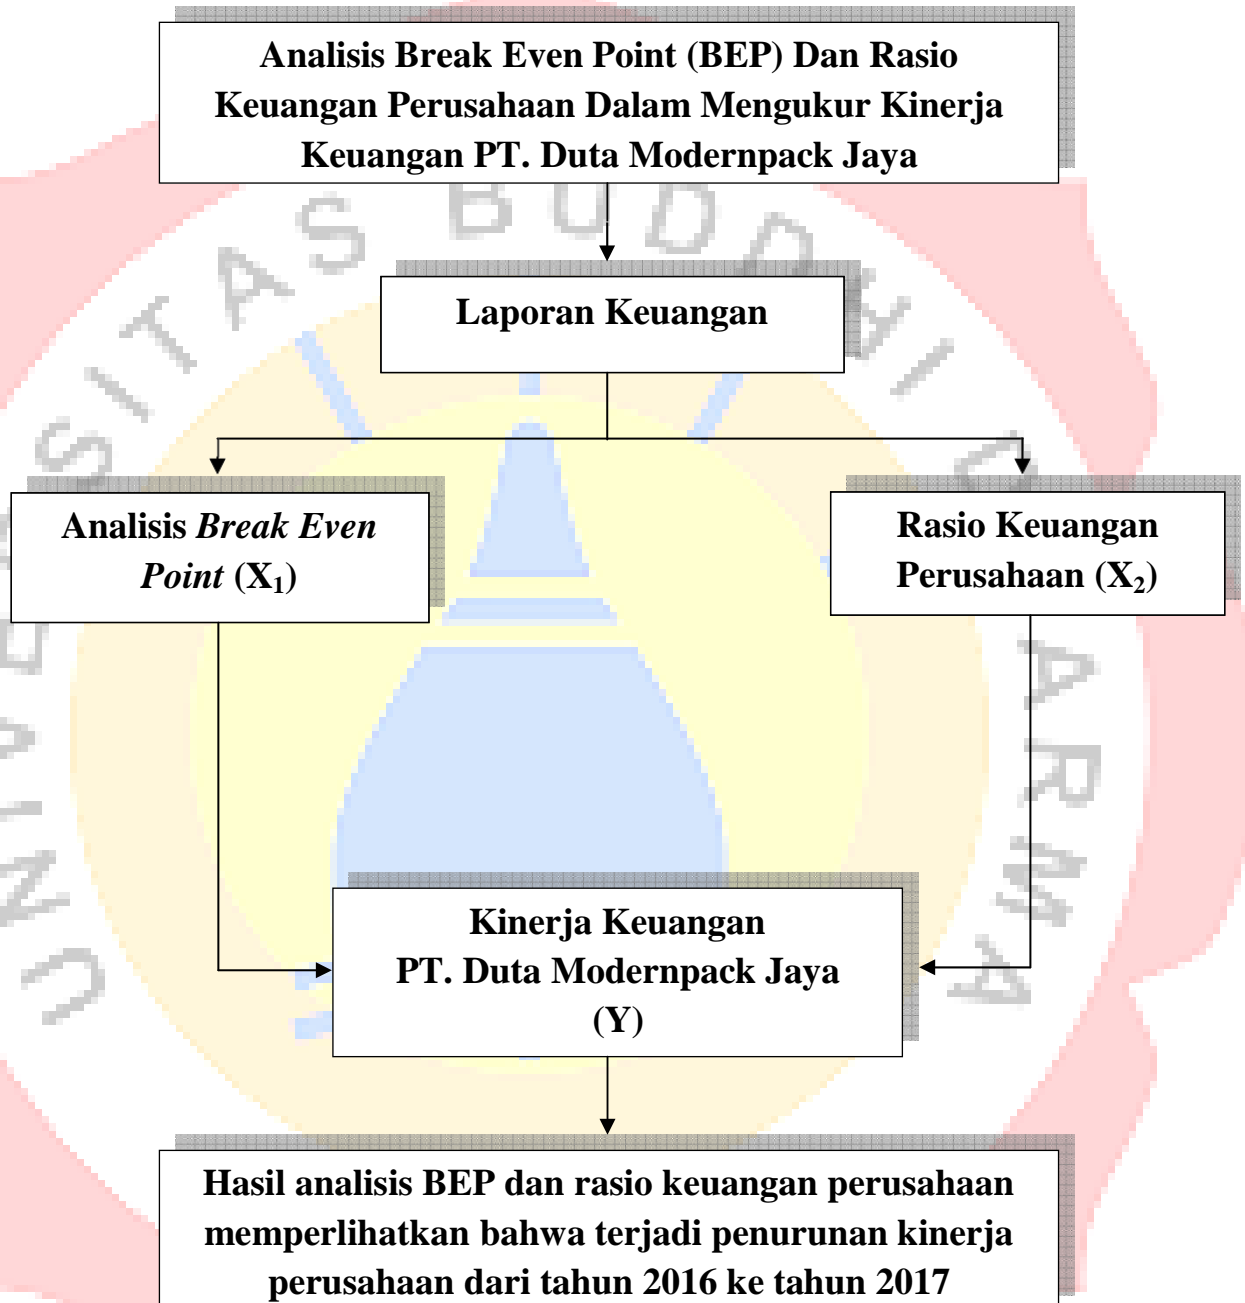 Analisis Break Even Point (BEP) Dan Rasio
Keuangan Perusahaan Dalam Mengukur Kinerja
Keuangan PT. Duta Modernpack Jaya
Laporan Keuangan
Analisis Break Even
Point (X₁)
Rasio Keuangan
Perusahaan (X₂)
Kinerja Keuangan
PT. Duta Modernpack Jaya
(Y)
Hasil analisis BEP dan rasio keuangan perusahaan
memperlihatkan bahwa terjadi penurunan kinerja
perusahaan dari tahun 2016 ke tahun 2017